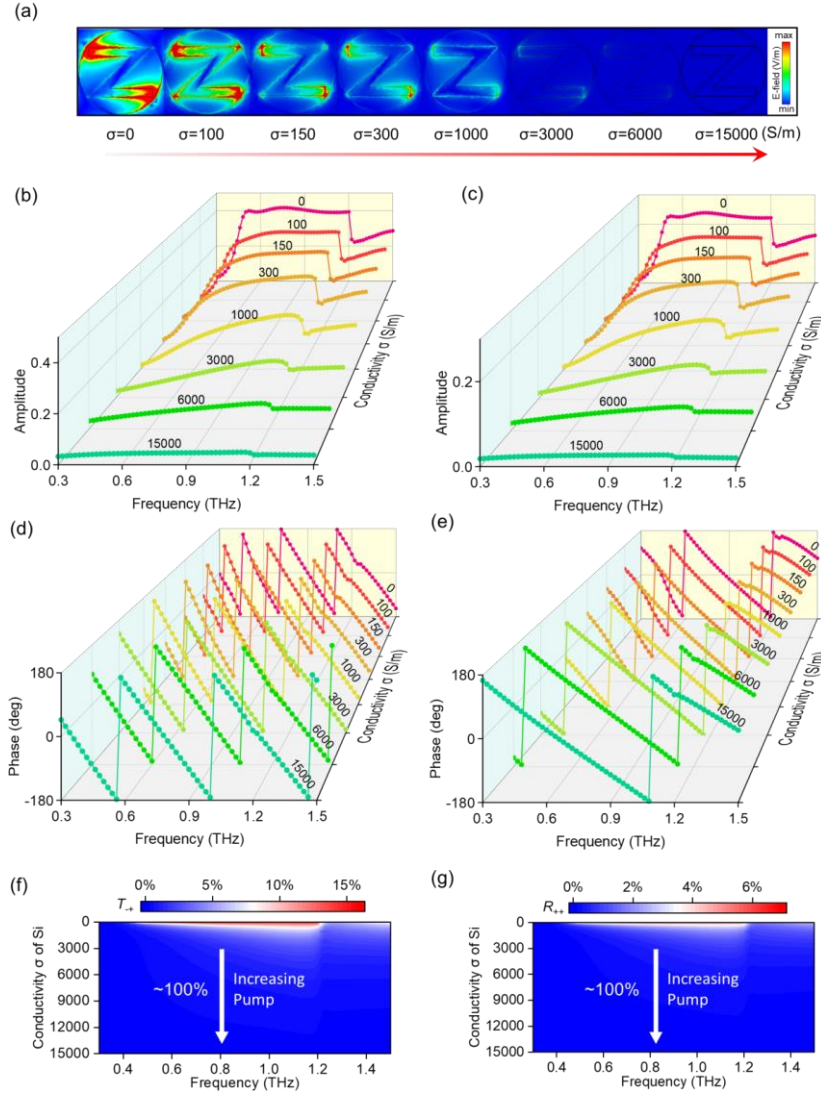 (a)
max
E-field (V/m)
min
σ=0 σ=100 σ=150 σ=300 σ=1000 σ=3000 σ=6000 σ=15000 (S/m)
(b)
0
100
150
300
1000
3000
6000
15000
0.4
0.2
0.0
Amplitude
0.3 0.6 0.9 1.2 1.5
Frequency (THz)
Conductivity σ (S/m)
(c)
0
100
150
300
1000
3000
6000
15000
0.2
0.0
Amplitude
0.3 0.6 0.9 1.2 1.5
Frequency (THz)
Conductivity σ (S/m)
(d)
0
100
150
300
1000
3000
6000
15000
180
0
-180
Phase (deg)
0.3 0.6 0.9 1.2 1.5
Frequency (THz)
Conductivity σ (S/m)
(e)
0
100
150
300
1000
3000
6000
15000
180
0
-180
Phase (deg)
0.3 0.6 0.9 1.2 1.5
Frequency (THz)
Conductivity σ (S/m)
(f)
0% 5% 10% 15%
T-+
0
3000
6000
9000
12000
15000
Conductivity σ of Si
~100%
Increasing
Pump
0.4 0.6 0.8 1.0 1.2 1.4
Frequency (THz)
(g)
0% 2% 4% 6%
R++
0
3000
6000
9000
12000
15000
Conductivity σ of Si
~100%
Increasing
Pump
0.4 0.6 0.8 1.0 1.2 1.4
Frequency (THz)